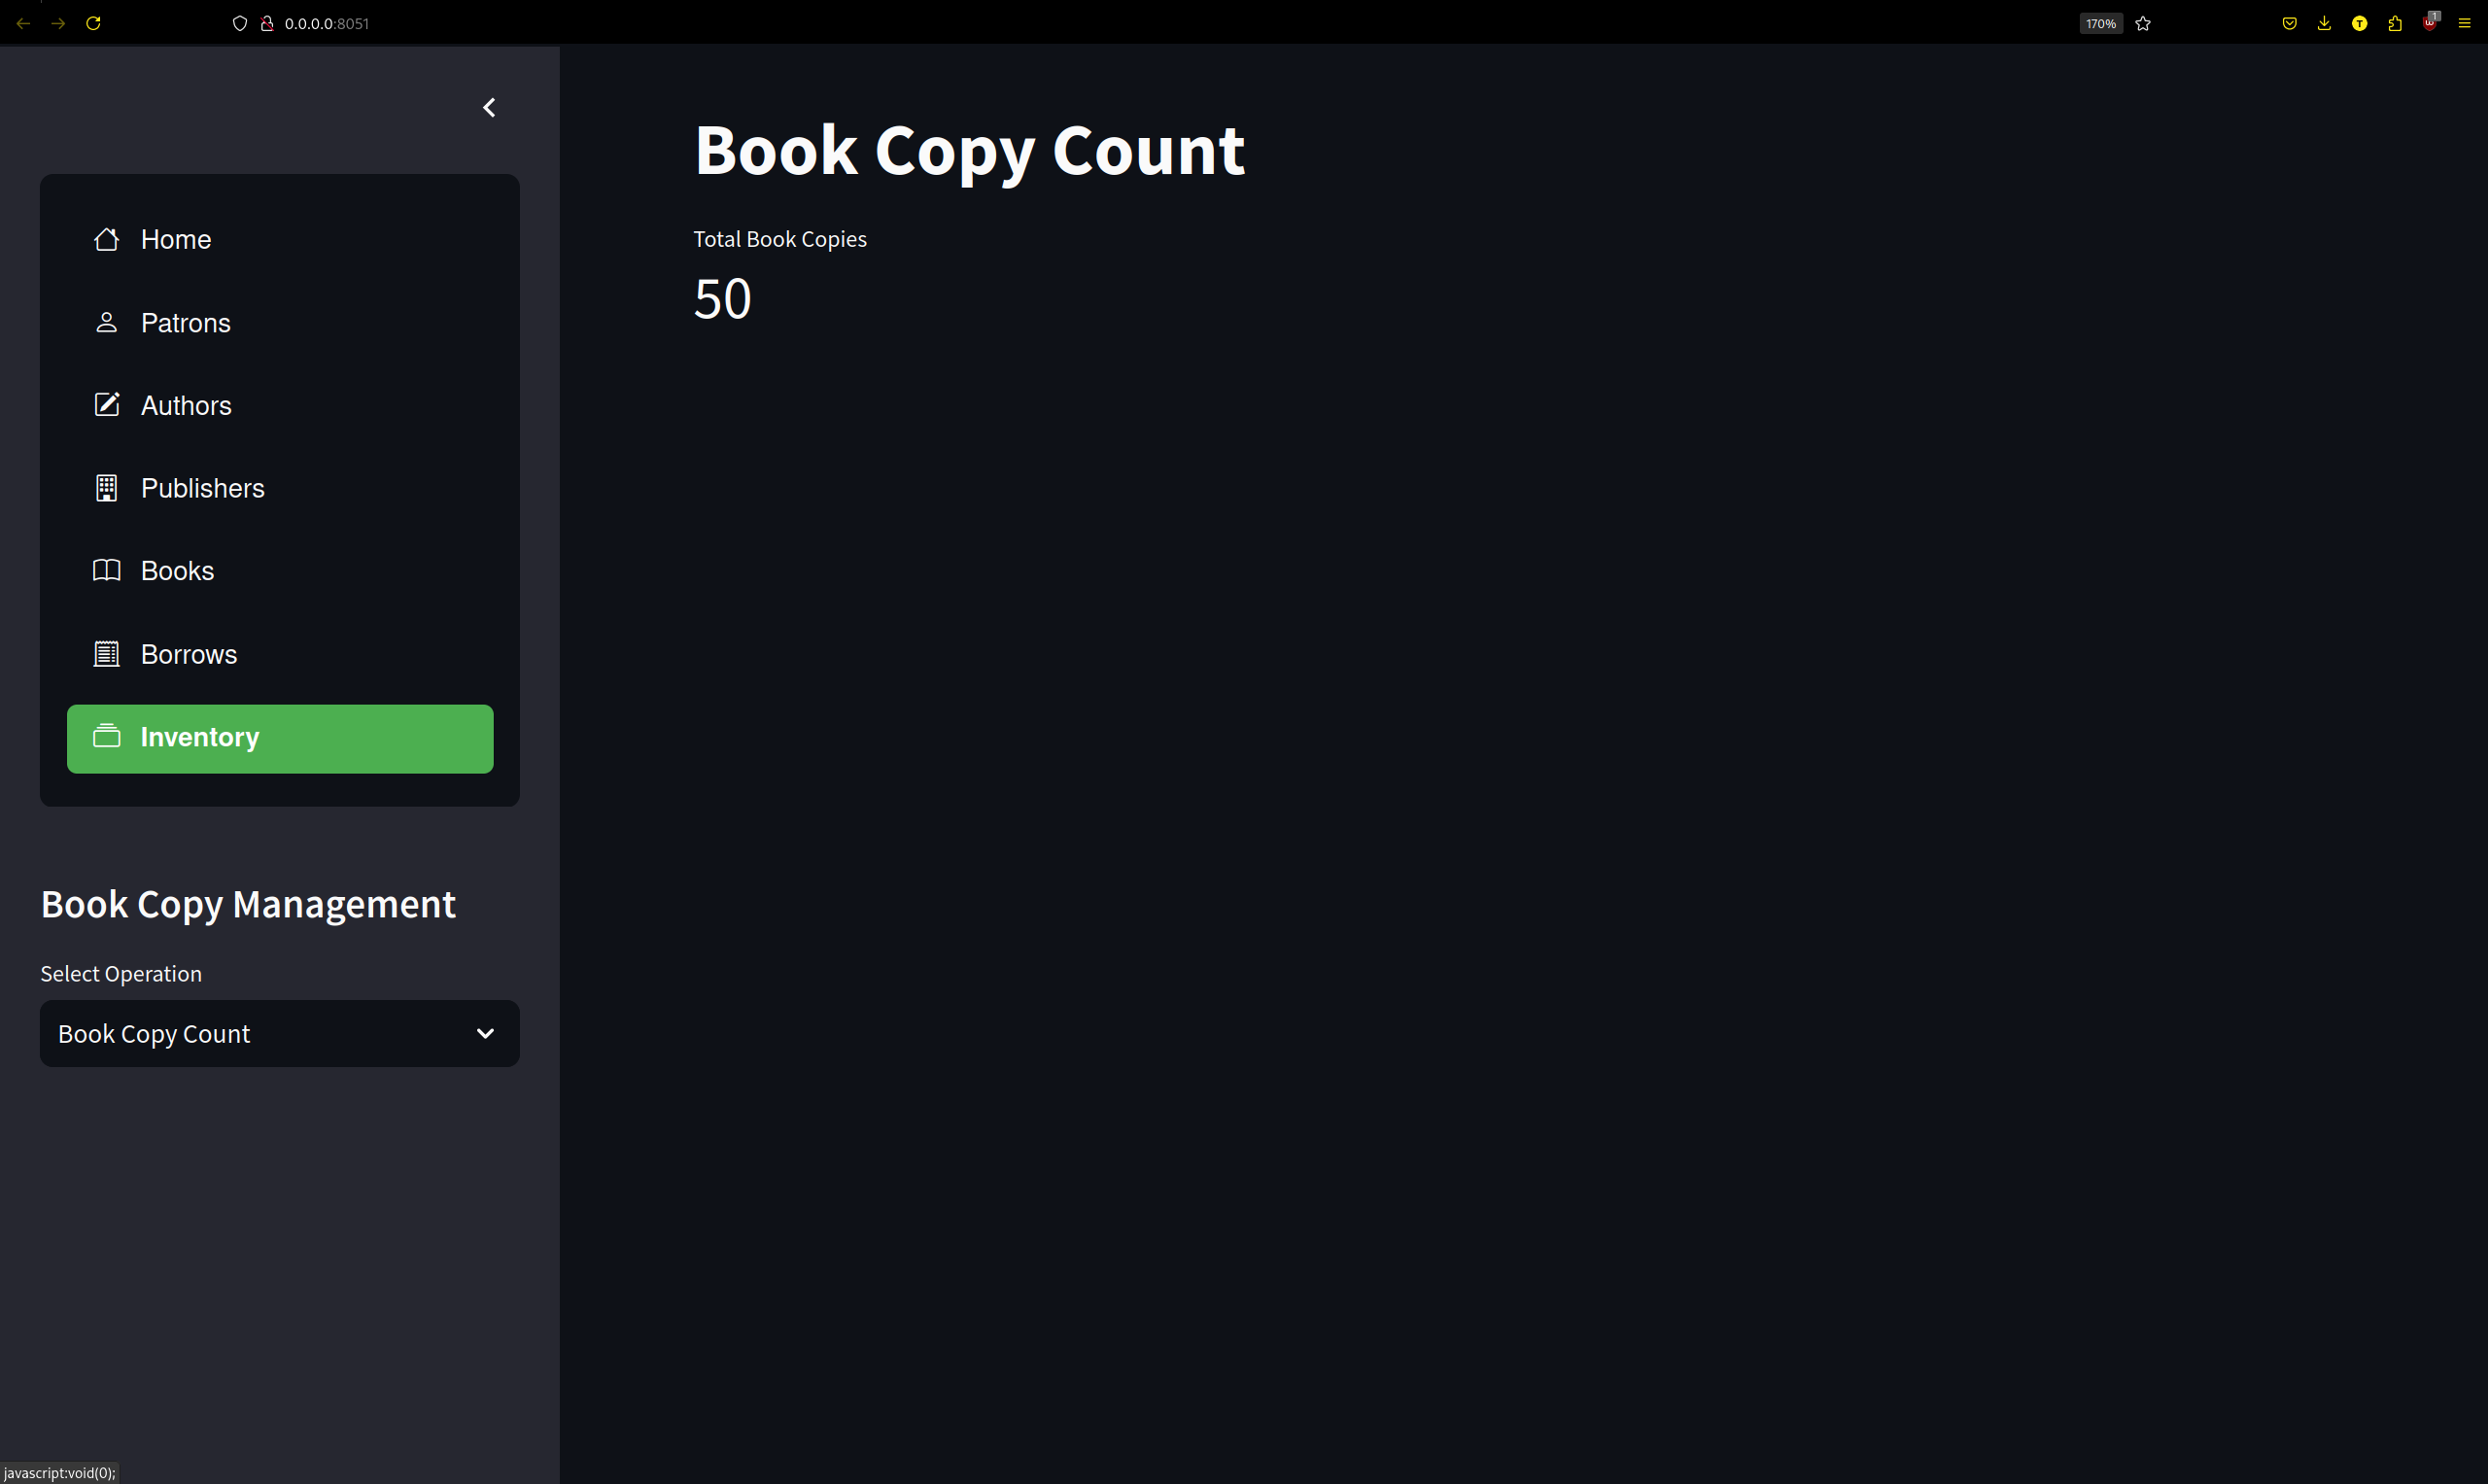 0.0.0.0:8051
170%
1
T
Home
Patrons
Authors
Publishers
Books
Borrows
Inventory
Book Copy Management
Select Operation
Book Copy Count
Book Copy Count
Total Book Copies
50
javascript:void(0);